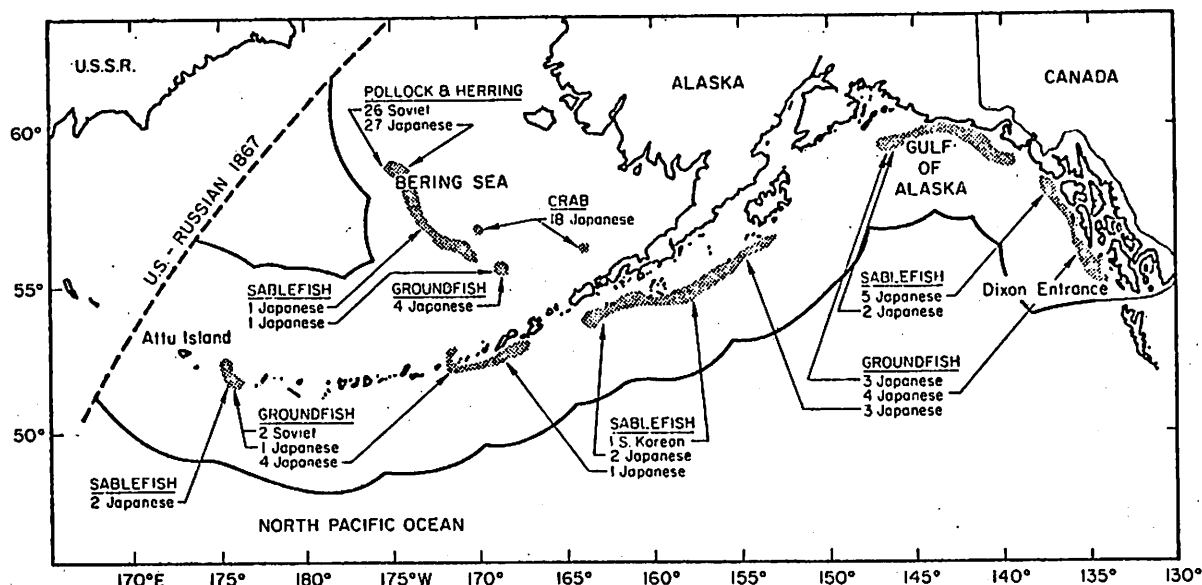 U.S.S.R.
U.S.- RUSSIAN 1867
POLLOCK & HERRING
26 Soviet
27 Japanese
ALASKA
CANADA
BERING SEA
CRAB
18 Japanese
GULF
OF
ALASKA
SABLEFISH
1 Japanese
1 Japanese
GROUNDFISH
4 Japanese
SABLEFISH
5 Japanese
2 Japanese
Dixon Entrance
Attu Island
GROUNDFISH
2 Soviet
1 Japanese
4 Japanese
SABLEFISH
1 S. Korean
2 Japanese
1 Japanese
GROUNDFISH
3 Japanese
4 Japanese
3 Japanese
SABLEFISH
2 Japanese
NORTH PACIFIC OCEAN
60°
55°
50°
170°E 175° 180° 175°W 170° 165° 160° 155° 150° 145° 140° 135° 130°